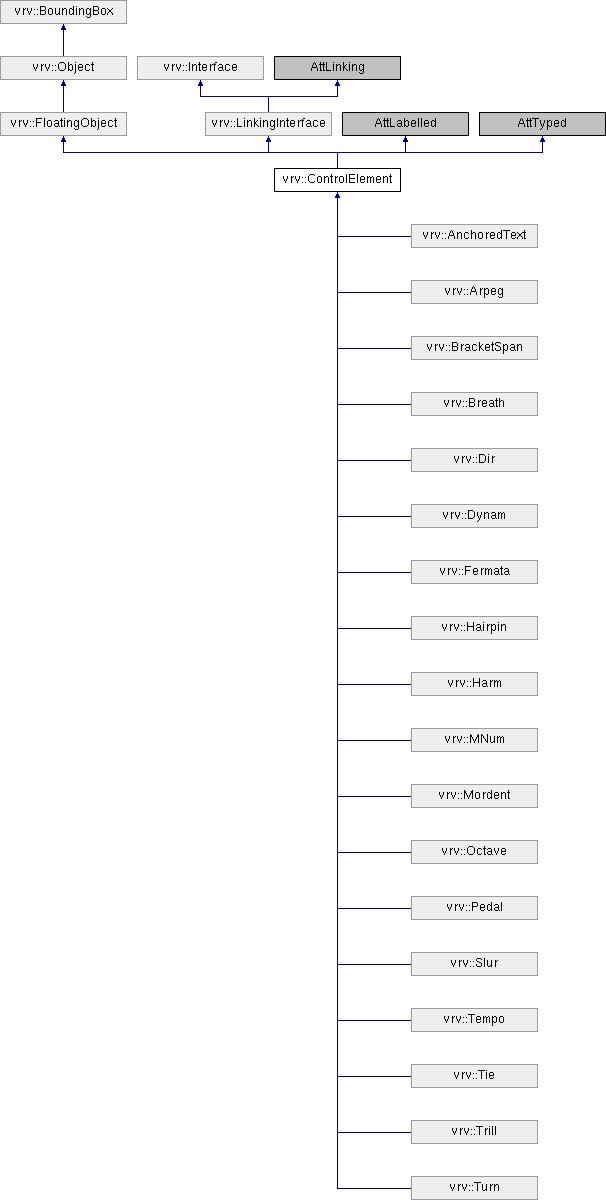 vrv::BoundingBox
vrv::Object
vrv::Interface
AttLinking
vrv::FloatingObject
vrv::LinkingInterface
AttLabelled
AttTyped
vrv::ControlElement
vrv::AnchoredText
vrv::Arpeg
vrv::BracketSpan
vrv::Breath
vrv::Dir
vrv::Dynam
vrv::Fermata
vrv::Hairpin
vrv::Harm
vrv::MNum
vrv::Mordent
vrv::Octave
vrv::Pedal
vrv::Slur
vrv::Tempo
vrv::Tie
vrv::Trill
vrv::Turn